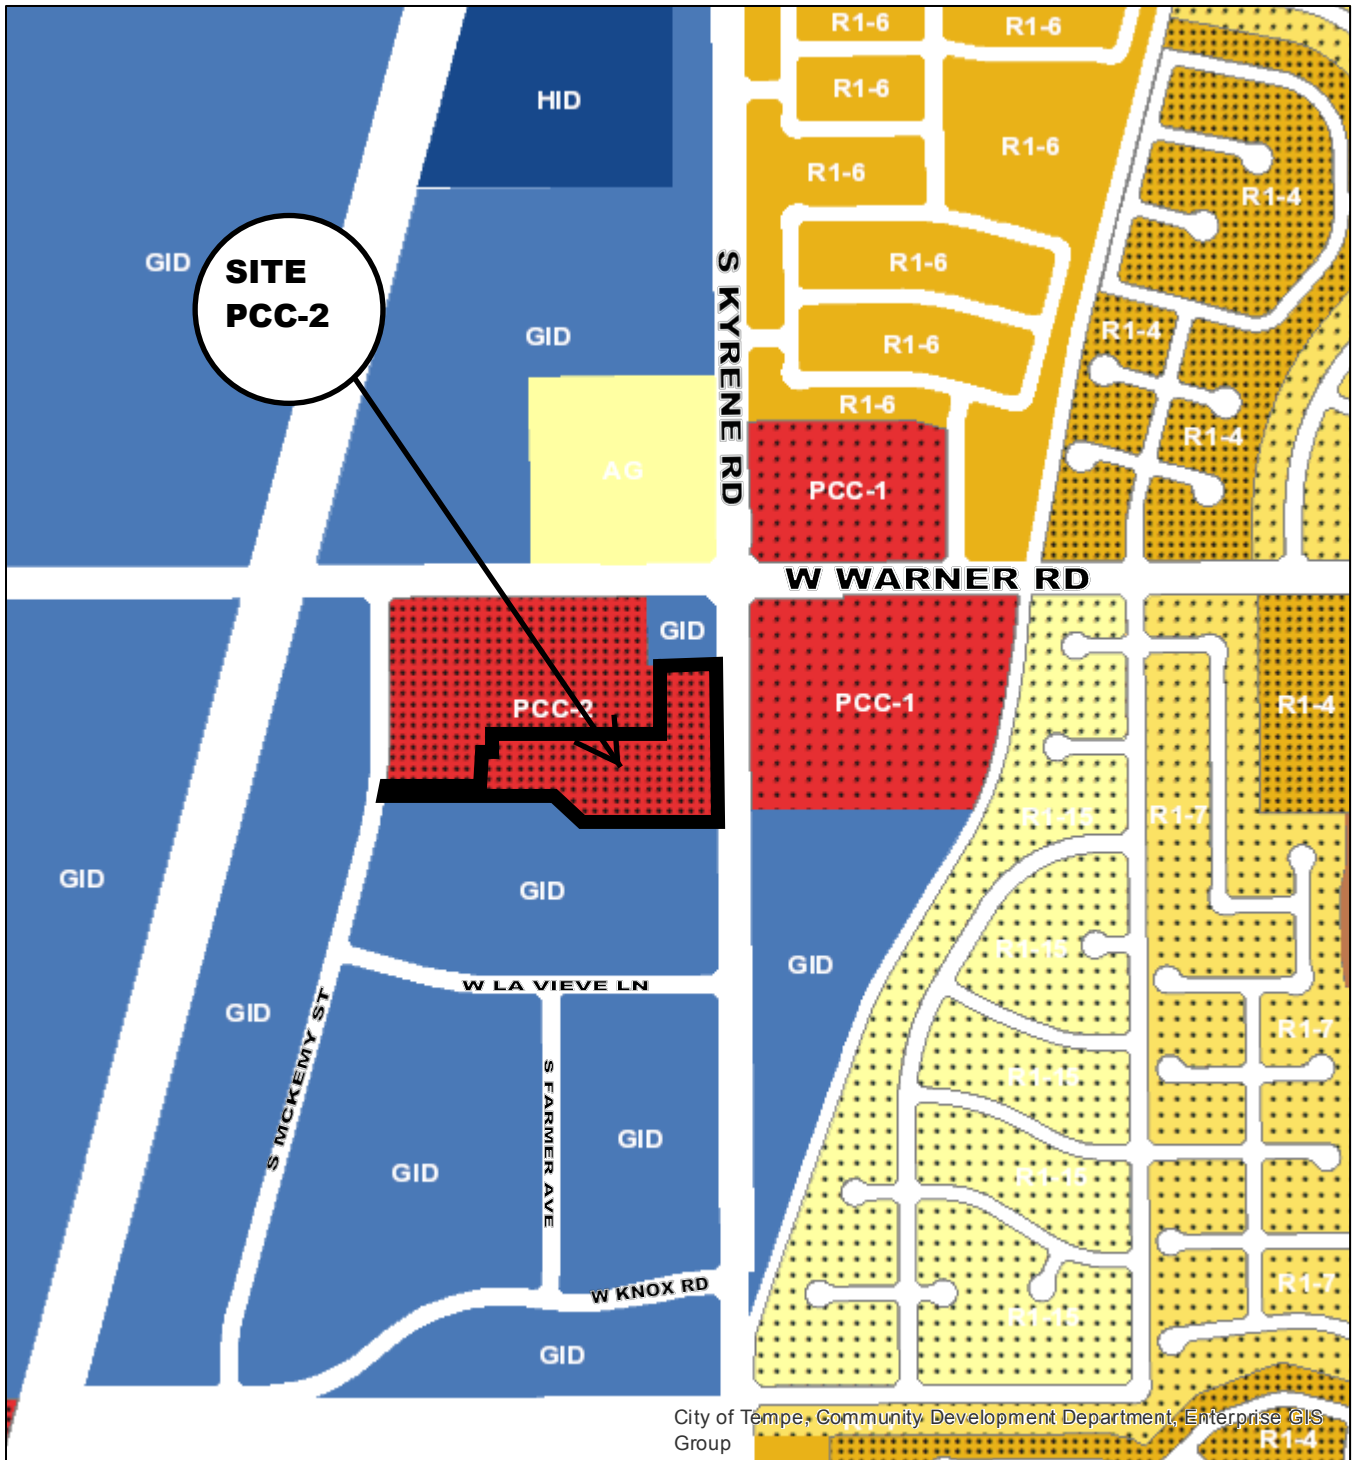 R1-6
R1-6
HID
R1-6
R1-6
R1-6
R1-4
GID
SITE
PCC-2
S KYRENE RD
R1-6
GID
R1-6
R1-4
R1-6
R1-4
AG
PCC-1
W WARNER RD
GID
PCC-2
PCC-1
R1-4
R1-15
R1-7
GID
GID
R1-15
GID
W LA VIEVE LN
GID
S MCKEMY ST
R1-7
S FARMER AVE
R1-15
GID
GID
R1-15
W KNOX RD
R1-7
R1-15
GID
City of Tempe, Community Development Department, Enterprise GIS
Group
R1-4